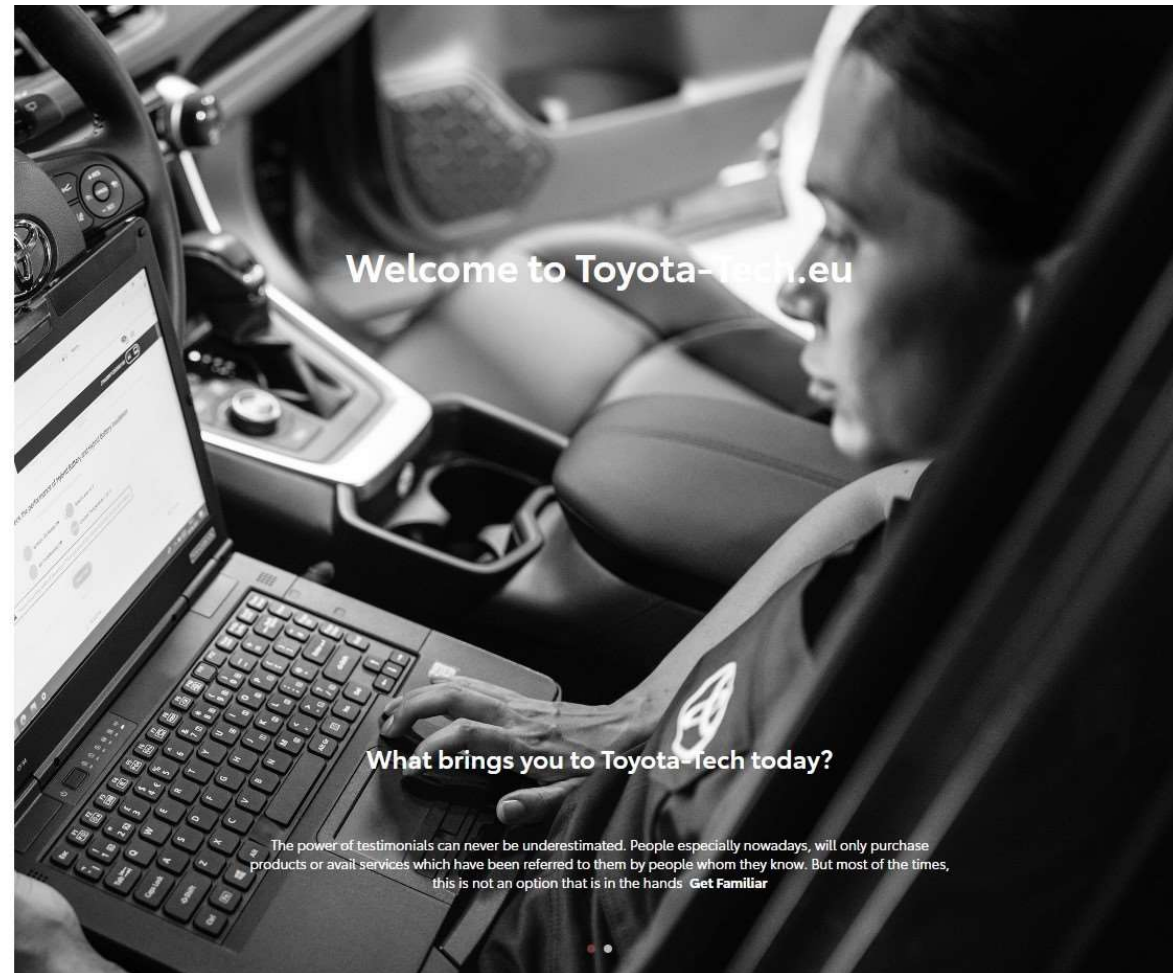 Welcome to Toyota-Tech.eu
What brings you to Toyota-Tech today?
The power of testimonials can never be underestimated. People especially nowadays, will only purchase
products or avail services which have been referred to them by people whom they know. But most of the times,
this is not an option that is in the hands Get Familiar